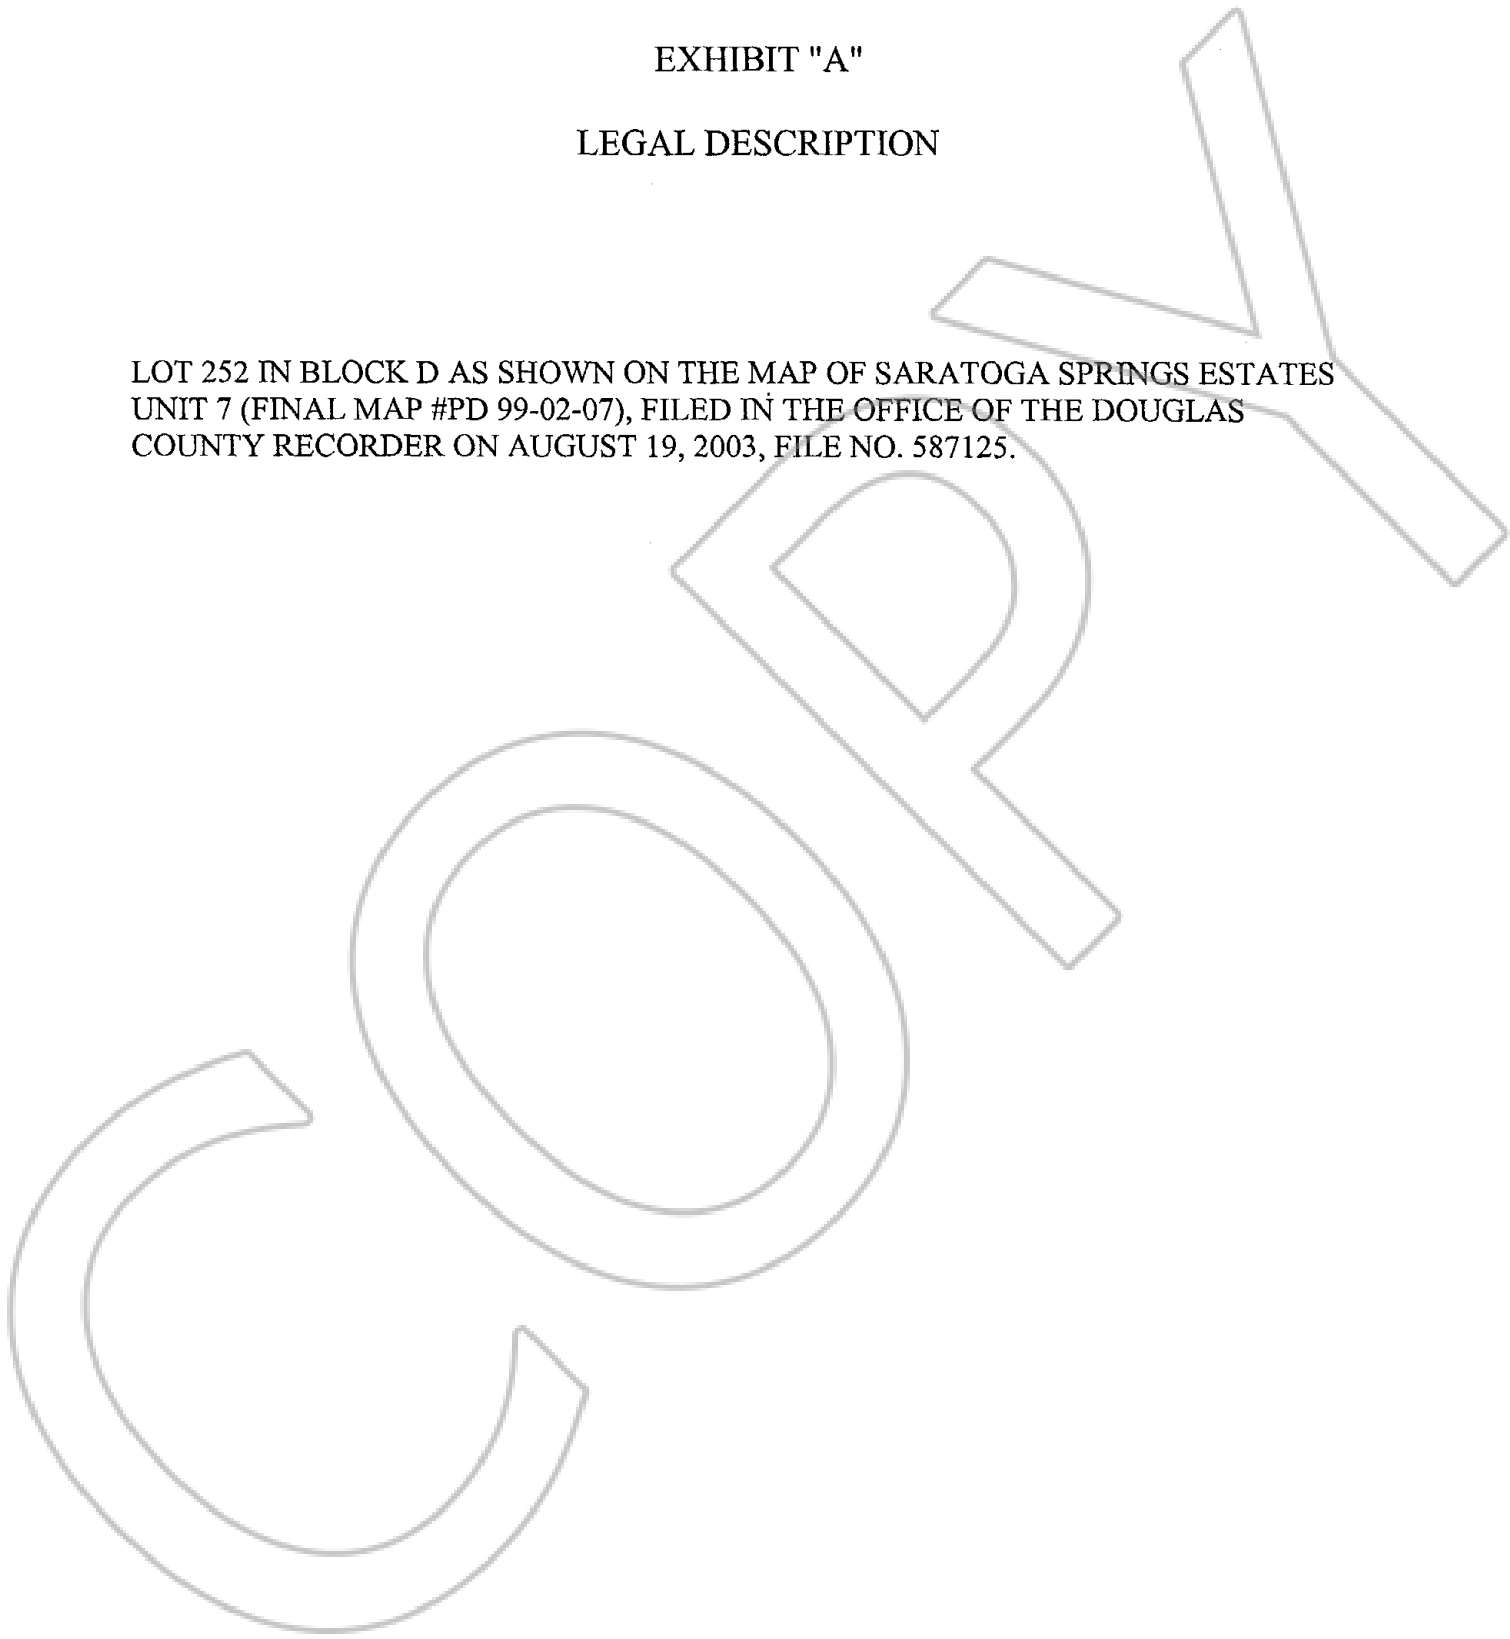 EXHIBIT "A"
LEGAL DESCRIPTION
LOT 252 IN BLOCK D AS SHOWN ON THE MAP OF SARATOGA SPRINGS ESTATES
UNIT 7 (FINAL MAP #PD 99-02-07), FILED IN THE OFFICE OF THE DOUGLAS
COUNTY RECORDER ON AUGUST 19, 2003, FILE NO. 587125.
COPY